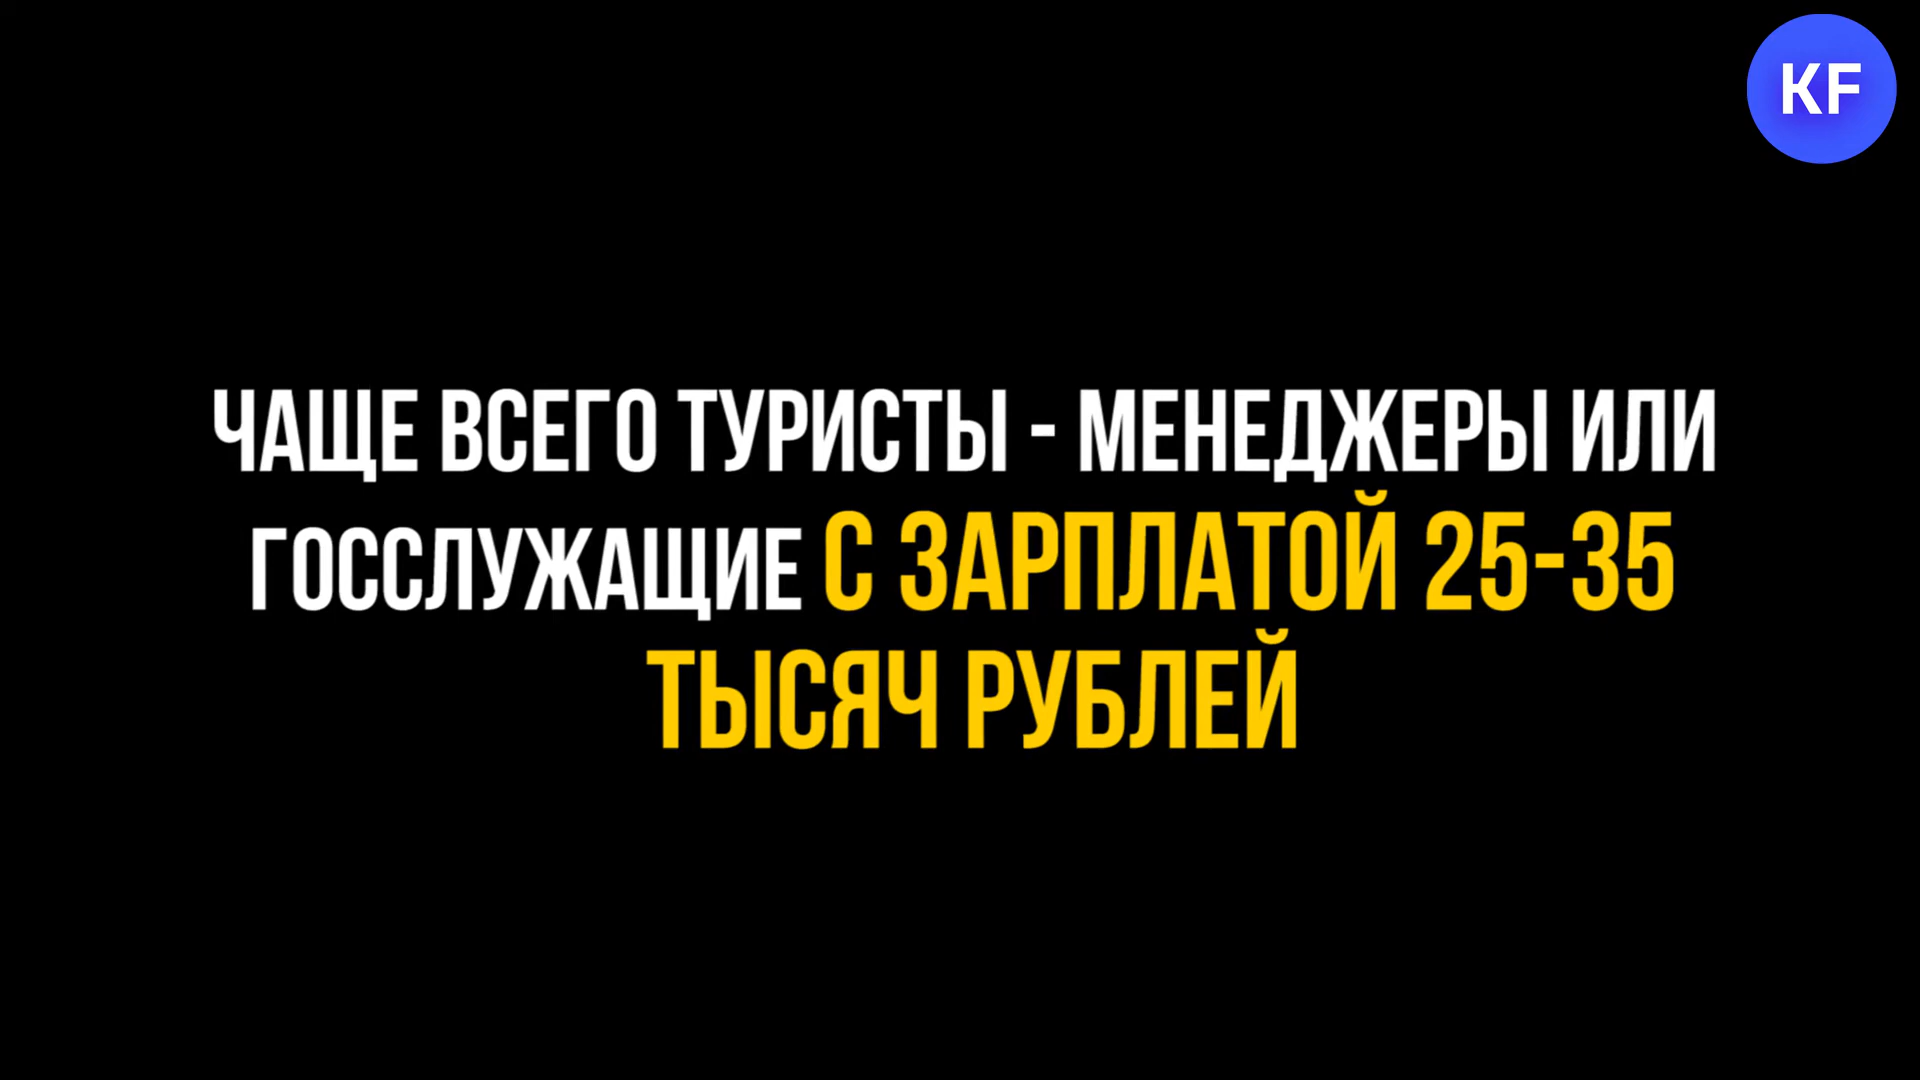 KF
ЧАЩЕ ВСЕГО ТУРИСТЫ - МЕНЕДЖЕРЫ ИЛИ
ГОССЛУЖАЩИЕ С ЗАРПЛАТОЙ 25-35
ТЫСЯЧ РУБЛЕЙ